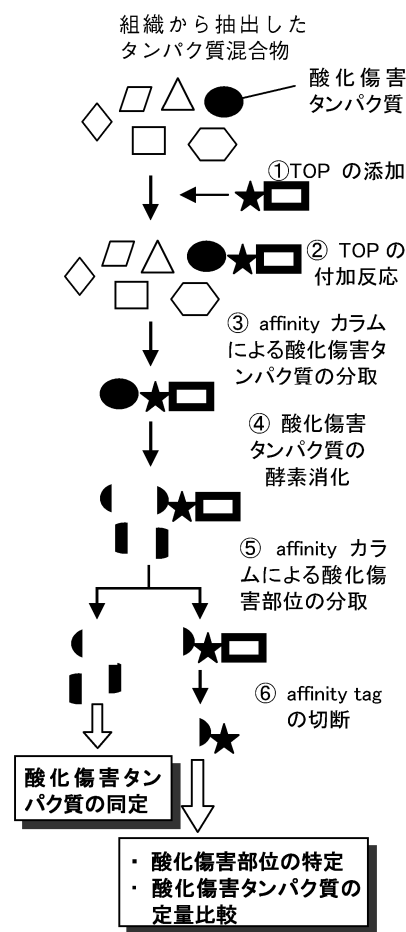 組織から抽出した
タンパク質混合物
酸化傷害
タンパク質
①TOP の添加
② TOP の
付加反応
③ affinity カラム
による酸化傷害タ
ンパク質の分取
④ 酸化傷害
タンパク質の
酵素消化
⑤ affinity カラ
ムによる酸化傷
害部位の分取
⑥ affinity tag
の切断
酸化傷害タン
パク質の同定
・ 酸化傷害部位の特定
・ 酸化傷害タンパク質の
定量比較